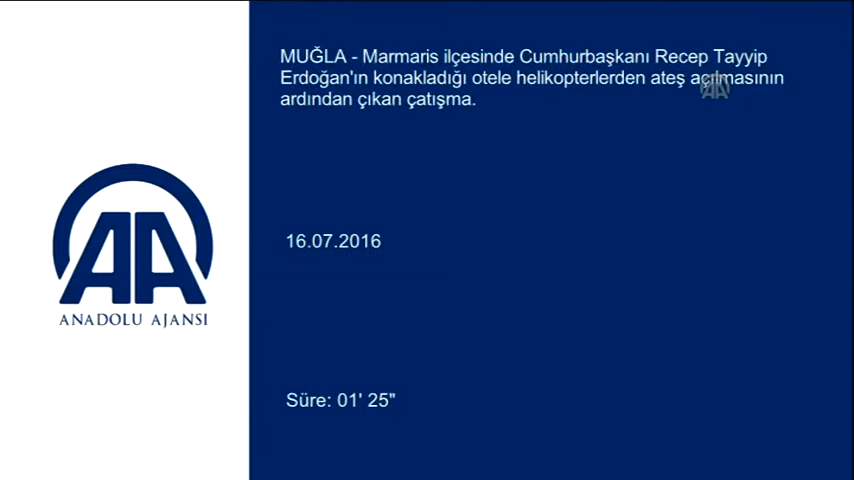 MUĞLA - Marmaris ilçesinde Cumhurbaşkanı Recep Tayyip
Erdoğan'ın konakladığı otele helikopterlerden ateş açılmasının
ardından çıkan çatışma.
16.07.2016
AA
ANADOLU AJANSI
Süre: 01' 25"
AA